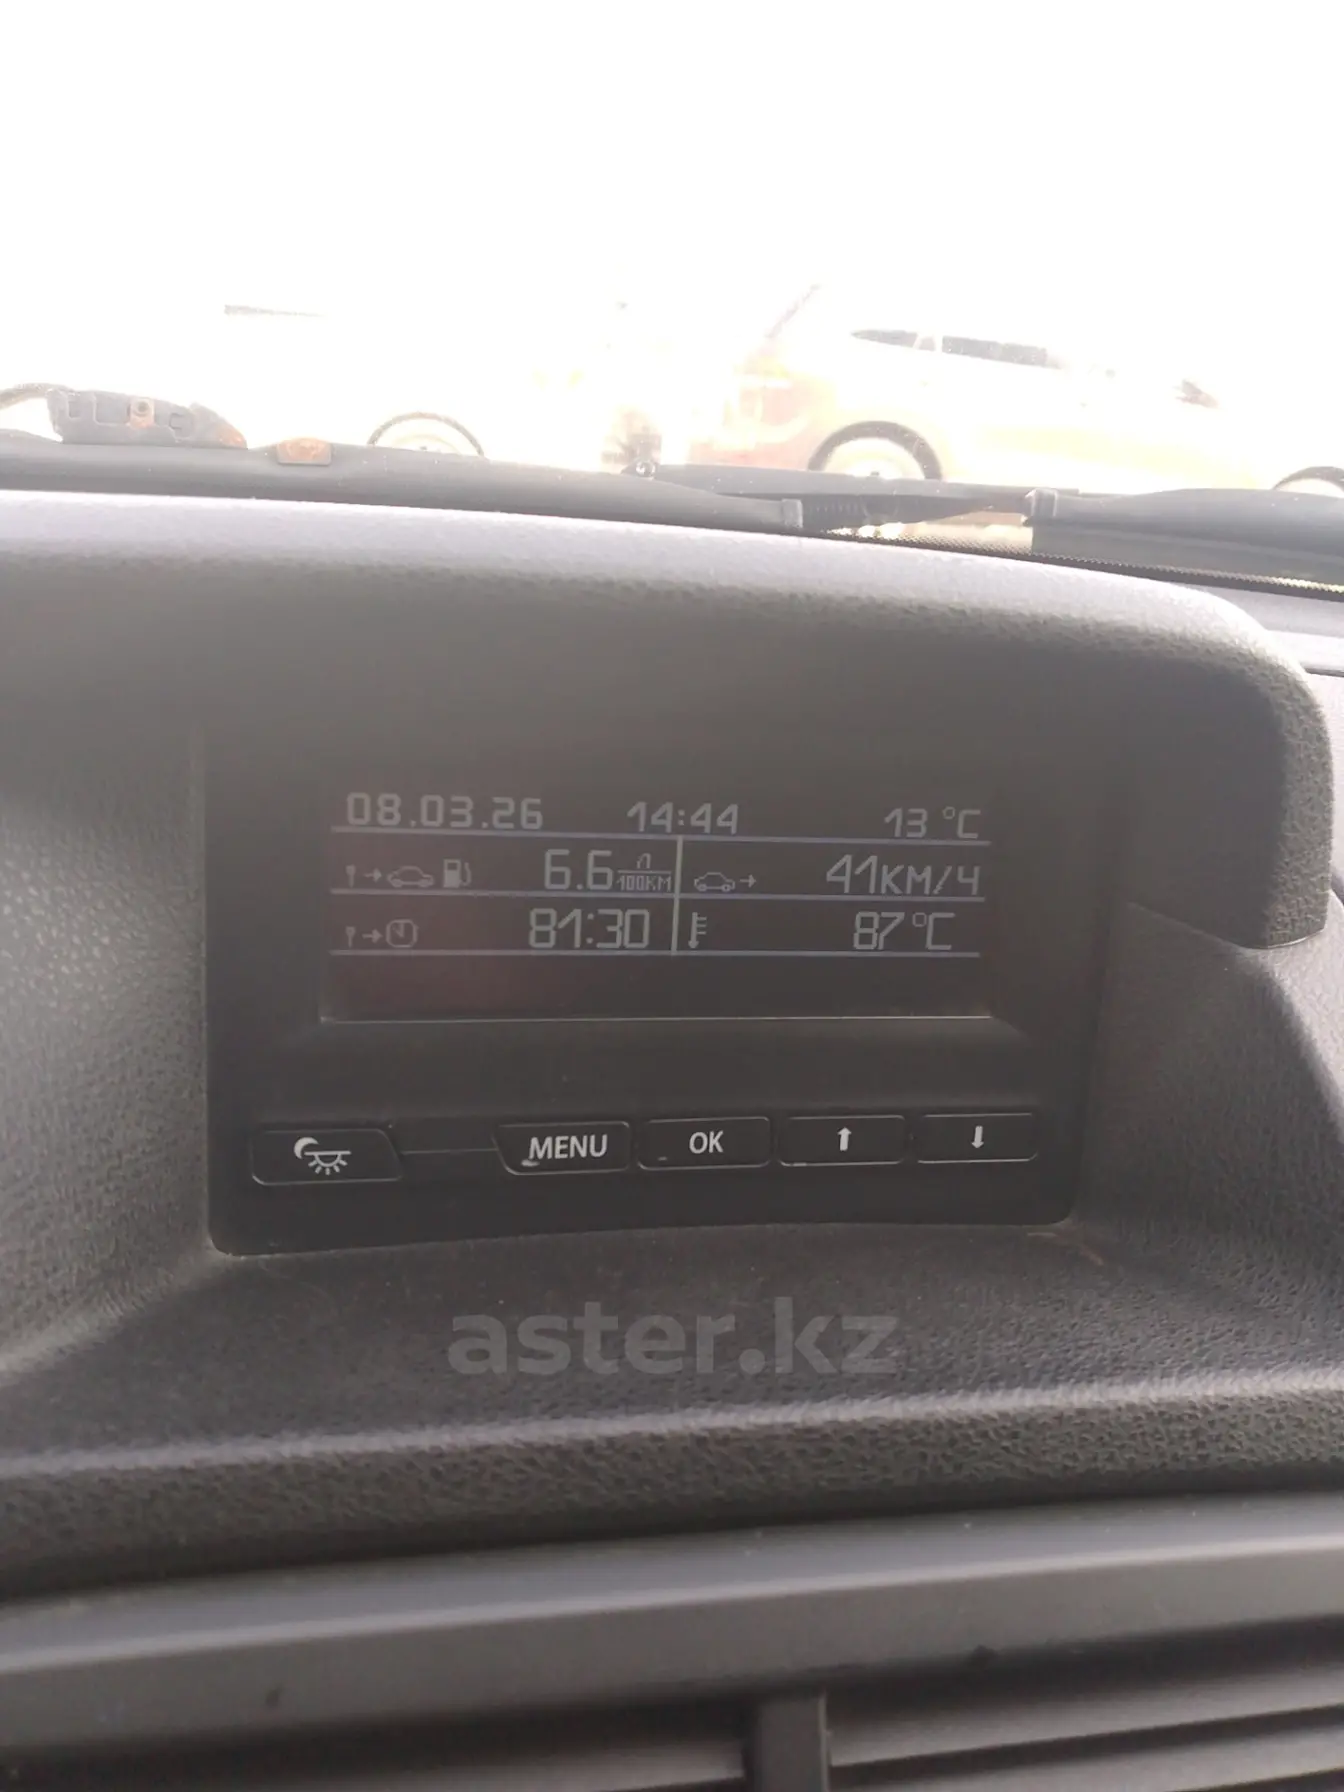 08.03.26 14:44 13 °C
6.6 Л/100КМ 41КМ/Ч
81:30 87°C
MENU OK ↑ ↓
aster.kz